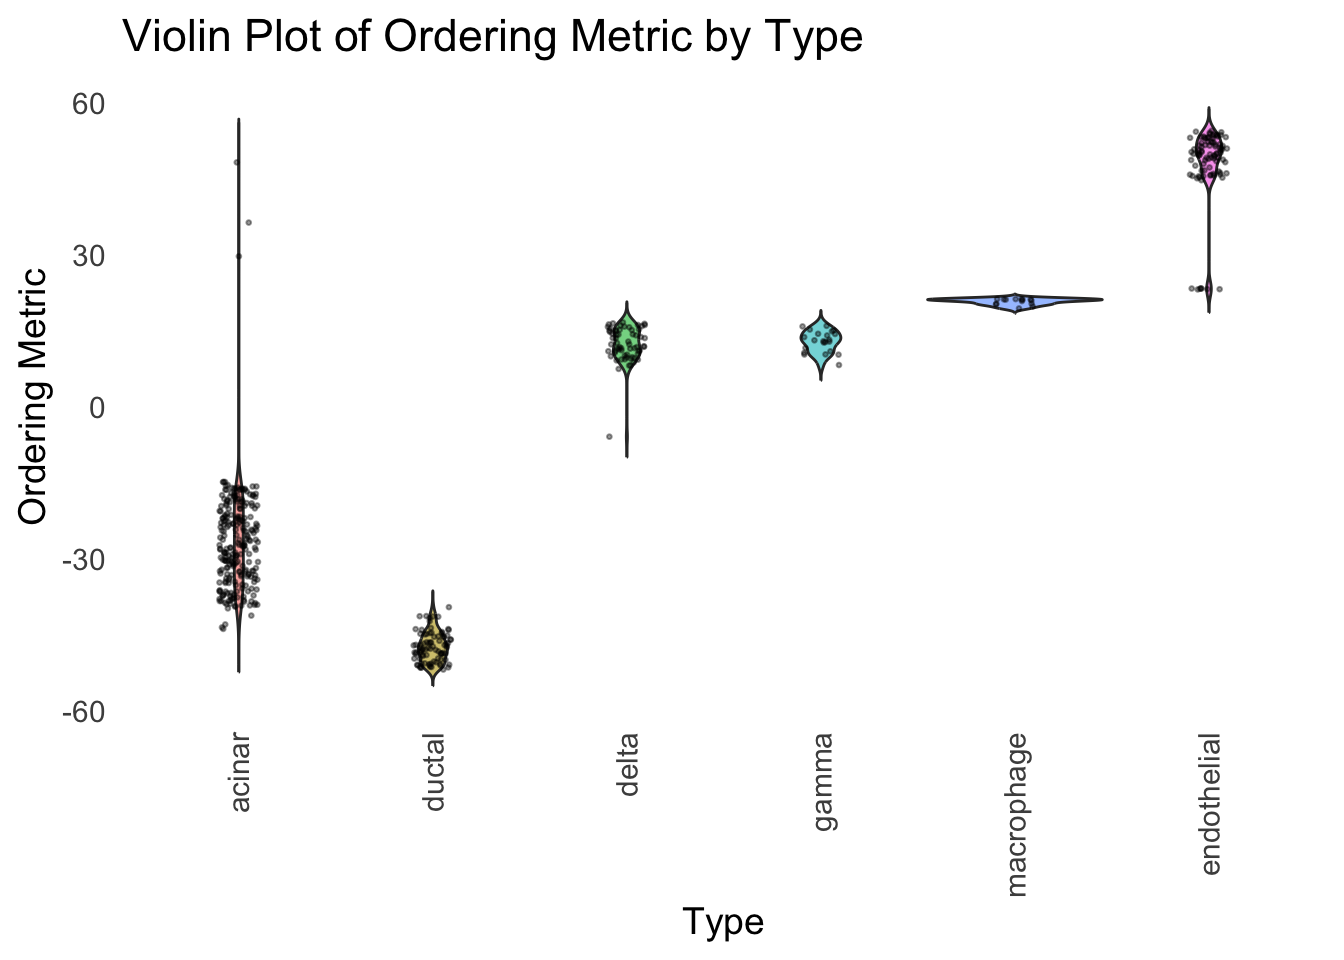 Violin Plot of Ordering Metric by Type
60
30
0
-30
-60
Ordering Metric
acinar
ductal
delta
gamma
macrophage
endothelial
Type